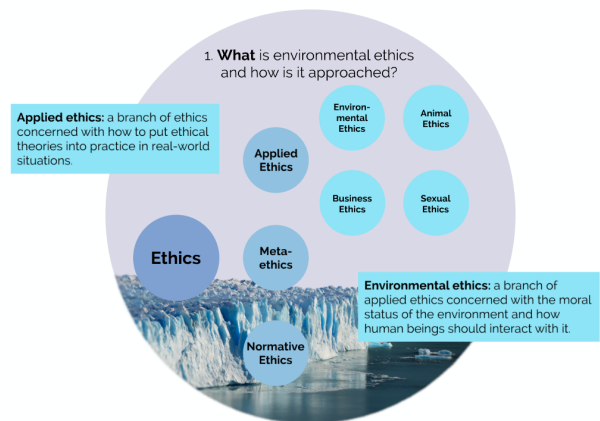 1. What is environmental ethics
and how is it approached?
Applied ethics: a branch of ethics
concerned with how to put ethical
theories into practice in real-world
situations.
Environ-
mental
Ethics
Animal
Ethics
Applied
Ethics
Business
Ethics
Sexual
Ethics
Ethics
Meta-
ethics
Environmental ethics: a branch of
applied ethics concerned with the moral
status of the environment and how
human beings should interact with it.
Normative
Ethics